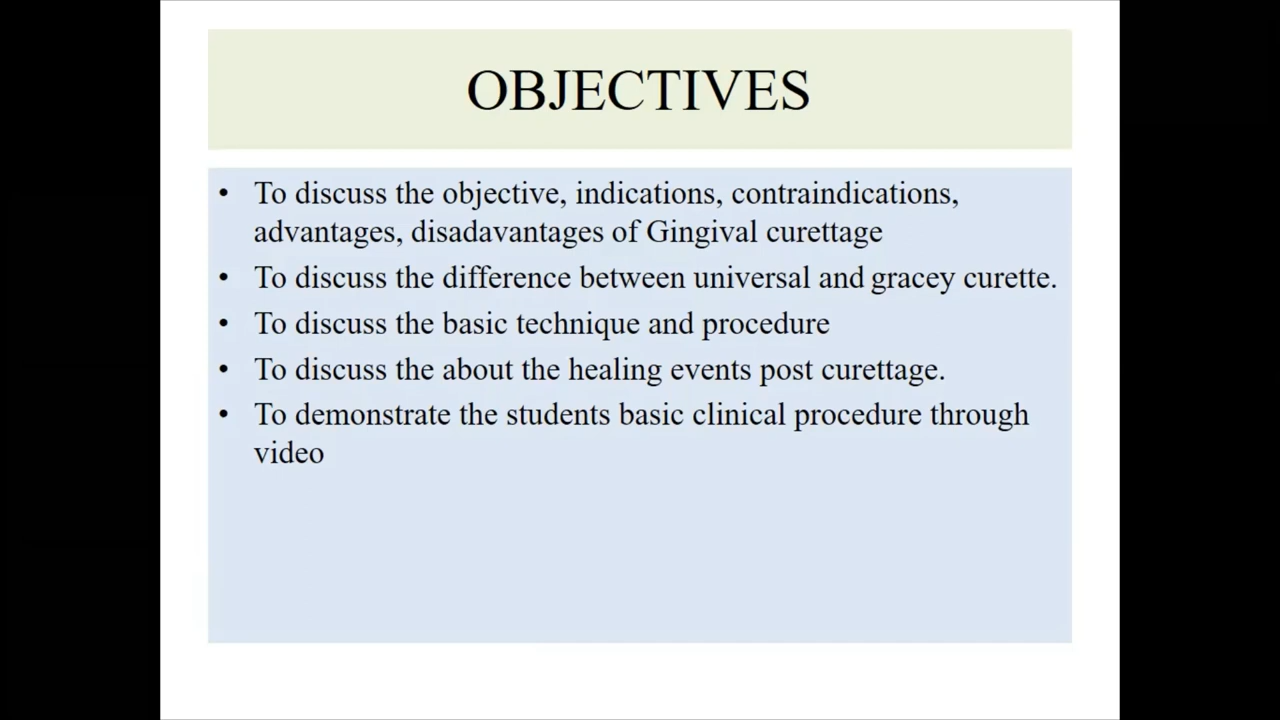 OBJECTIVES
• To discuss the objective, indications, contraindications,
advantages, disadavantages of Gingival curettage
• To discuss the difference between universal and gracey curette.
• To discuss the basic technique and procedure
• To discuss the about the healing events post curettage.
• To demonstrate the students basic clinical procedure through
video